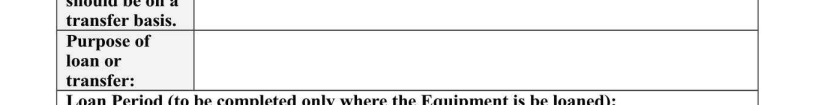 should be on a
transfer basis.
Purpose of
loan or
transfer:
Loan Period (to be completed only where the Equipment is be loaned):